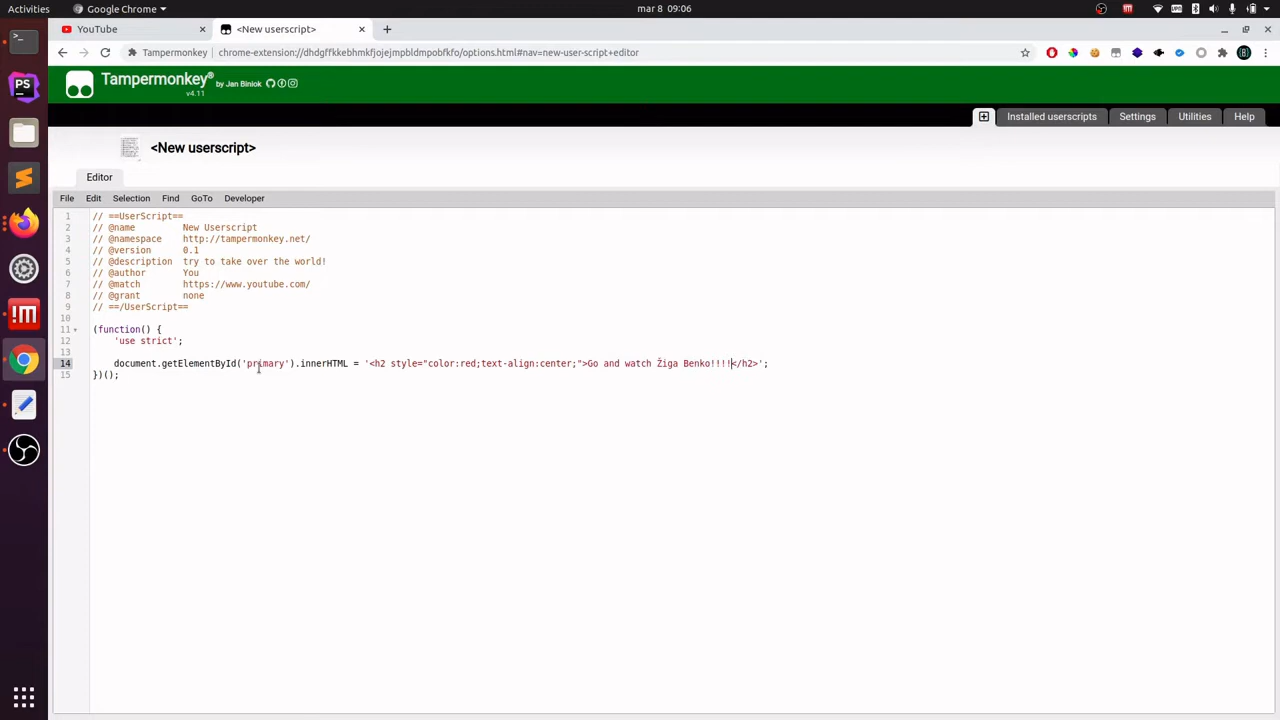 Activities
Google Chrome
mar 8 09:06
YouTube
<New userscript>
Tampermonkey
chrome-extension://dhdgffkkebhmkfjojejmpbldmpobfkfo/options.html#nav=new-user-script+editor
Tampermonkey® by Jan Biniok
v4.11
Installed userscripts
Settings
Utilities
Help
<New userscript>
Editor
File Edit Selection Find GoTo Developer
1 // ==UserScript==
2 // @name New Userscript
3 // @namespace http://tampermonkey.net/
4 // @version 0.1
5 // @description try to take over the world!
6 // @author You
7 // @match https://www.youtube.com/
8 // @grant none
9 // ==/UserScript==
10
11 (function() {
12 'use strict';
13
14 document.getElementById('primary').innerHTML = '<h2 style="color:red;text-align:center;">Go and watch Žiga Benko!!!!</h2>';
15 })();
PS